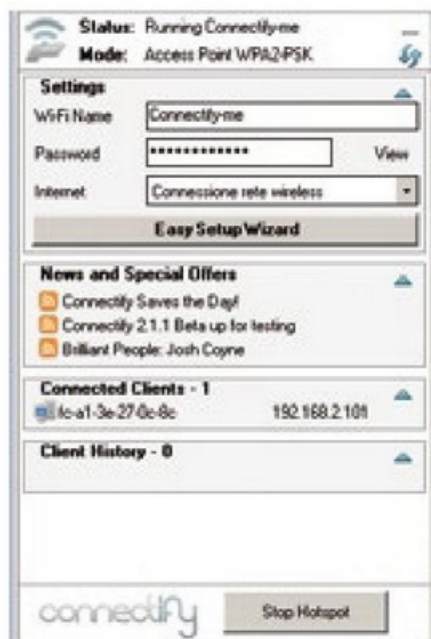 Status: Running Connectify-me
Mode: Access Point WPA2-PSK
Settings
Wi-Fi Name Connectify-me
Password ************ View
Internet Connessione rete wireless
Easy Setup Wizard
News and Special Offers
Connectify Saves the Day!
Connectify 2.1.1 Beta up for testing
Brilliant People: Josh Coyne
Connected Clients - 1
fc-a1-3e-27-0c-8c 192.168.2.101
Client History - 0
connectify Stop Hotspot